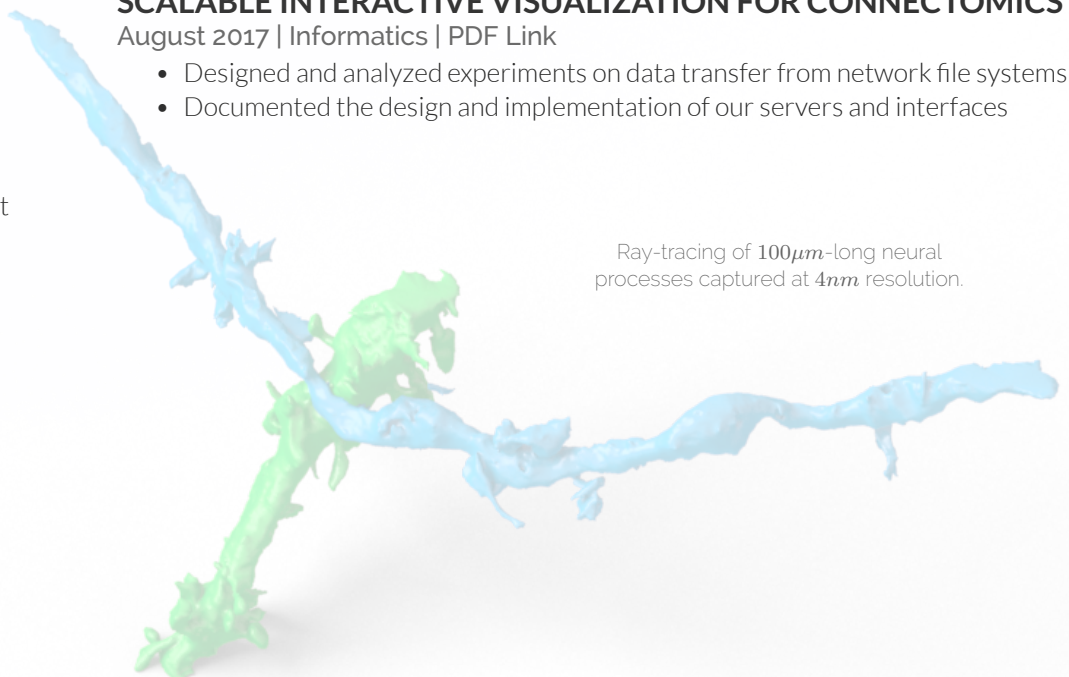 SCALABLE INTERACTIVE VISUALIZATION FOR CONNECTOMICS
August 2017 | Informatics | PDF Link
• Designed and analyzed experiments on data transfer from network file systems
• Documented the design and implementation of our servers and interfaces
t
Ray-tracing of 100μm-long neural
processes captured at 4nm resolution.